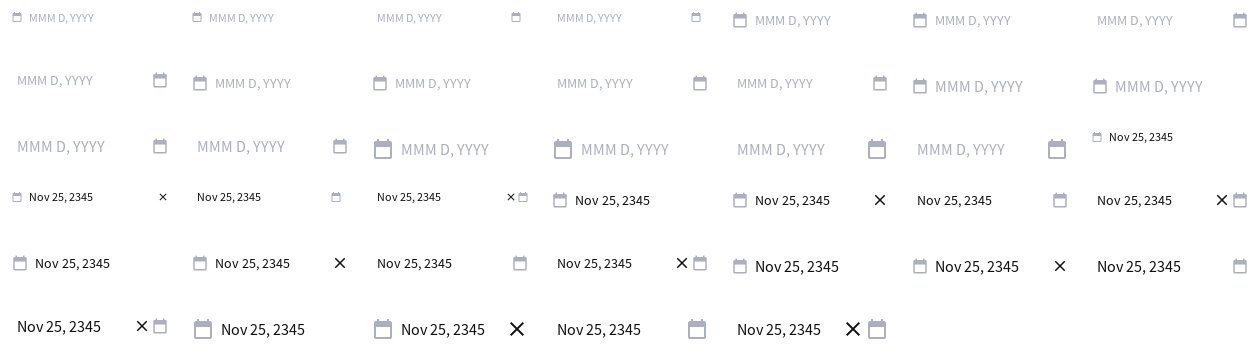 MMM D, YYYY MMM D, YYYY MMM D, YYYY MMM D, YYYY MMM D, YYYY MMM D, YYYY MMM D, YYYY
MMM D, YYYY MMM D, YYYY MMM D, YYYY MMM D, YYYY MMM D, YYYY MMM D, YYYY MMM D, YYYY
MMM D, YYYY MMM D, YYYY MMM D, YYYY MMM D, YYYY MMM D, YYYY MMM D, YYYY Nov 25, 2345
Nov 25, 2345 Nov 25, 2345 Nov 25, 2345 Nov 25, 2345 Nov 25, 2345 Nov 25, 2345 Nov 25, 2345
Nov 25, 2345 Nov 25, 2345 Nov 25, 2345 Nov 25, 2345 Nov 25, 2345 Nov 25, 2345 Nov 25, 2345
Nov 25, 2345 Nov 25, 2345 Nov 25, 2345 Nov 25, 2345 Nov 25, 2345